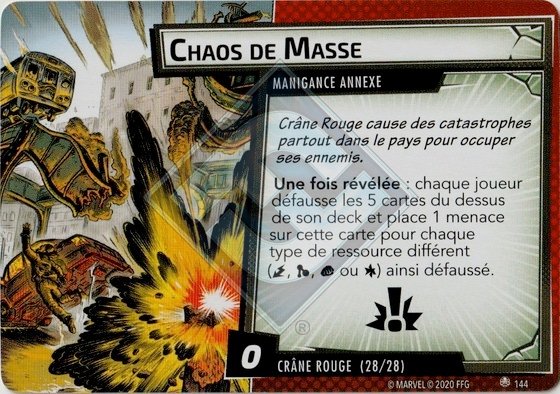 Chaos de Masse
MANIGANCE ANNEXE
Crâne Rouge cause des catastrophes
partout dans le pays pour occuper
ses ennemis.
Une fois révélée : chaque joueur
défausse les 5 cartes du dessus
de son deck et place 1 menace
sur cette carte pour chaque
type de ressource différent
(, , ou ) ainsi défaussé.
®
0
CRÂNE ROUGE (28/28)
© MARVEL © 2020 FFG 144